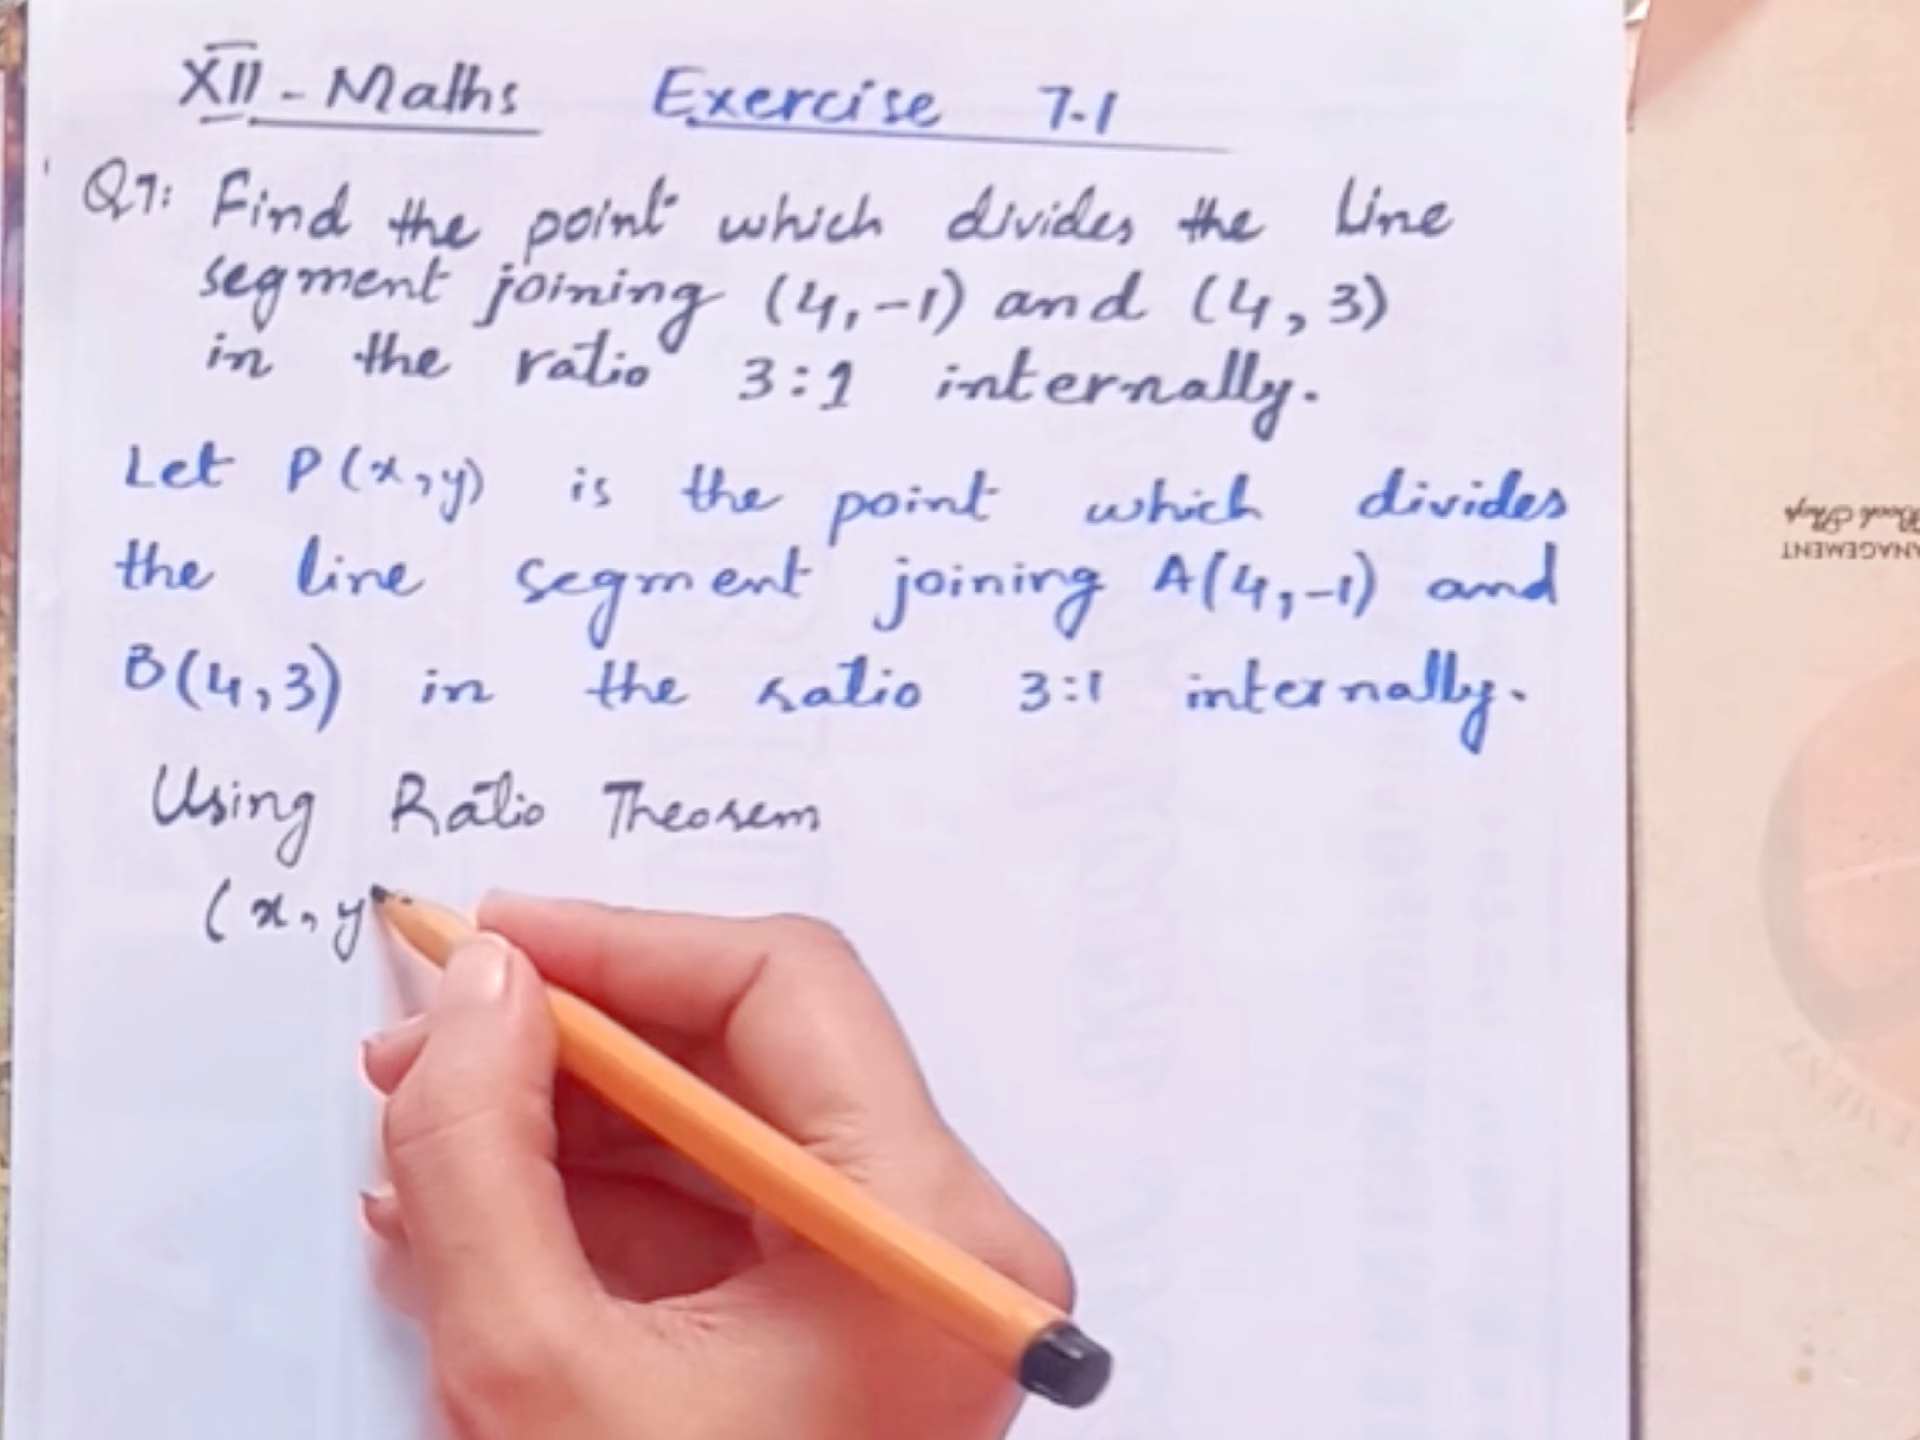 XII - Maths Exercise 7.1
Q7: Find the point which divides the line
segment joining (4,-1) and (4,3)
in the ratio 3:1 internally.
Let P(x,y) is the point which divides
the line segment joining A(4,-1) and
B(4,3) in the ratio 3:1 internally.
Using Ratio Theorem
(x,y